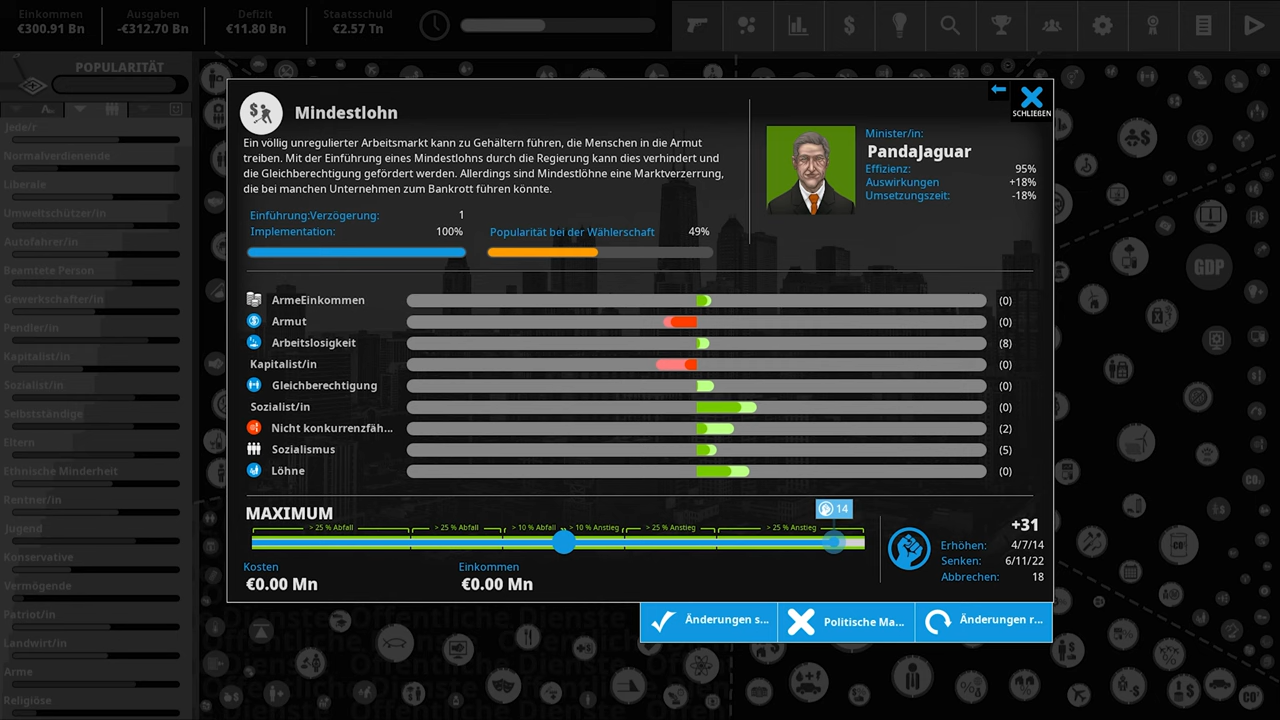 Einkommen Ausgaben Defizit Staatsschuld
€300.91 Bn -€312.70 Bn €11.80 Bn €2.57 Tn
POPULARITÄT
Jede/r
Normalverdienende
Liberale
Umweltschützer/in
Autofahrer/in
Beamtete Person
Gewerkschafter/in
Pendler/in
Kapitalist/in
Sozialist/in
Selbstständige
Eltern
Ethnische Minderheit
Rentner/in
Jugend
Konservative
Vermögende
Patriot/in
Landwirt/in
Arme
Religiöse
Mindestlohn
SCHLIEßEN
Ein völlig unregulierter Arbeitsmarkt kann zu Gehältern führen, die Menschen in die Armut
treiben. Mit der Einführung eines Mindestlohns durch die Regierung kann dies verhindert und
die Gleichberechtigung gefördert werden. Allerdings sind Mindestlöhne eine Marktverzerrung,
die bei manchen Unternehmen zum Bankrott führen könnte.
Minister/in:
PandaJaguar
Effizienz: 95%
Auswirkungen +18%
Umsetzungszeit: -18%
Einführung:Verzögerung: 1
Implementation: 100%
Popularität bei der Wählerschaft 49%
ArmeEinkommen (0)
Armut (0)
Arbeitslosigkeit (8)
Kapitalist/in (0)
Gleichberechtigung (0)
Sozialist/in (0)
Nicht konkurrenzfäh... (2)
Sozialismus (5)
Löhne (0)
MAXIMUM
14
> 25 % Abfall > 25 % Abfall > 10 % Abfall > 10 % Anstieg > 25 % Anstieg > 25 % Anstieg
Kosten Einkommen
€0.00 Mn €0.00 Mn
+31
Erhöhen: 4/7/14
Senken: 6/11/22
Abbrechen: 18
Änderungen s... Politische Ma... Änderungen r...
GDP